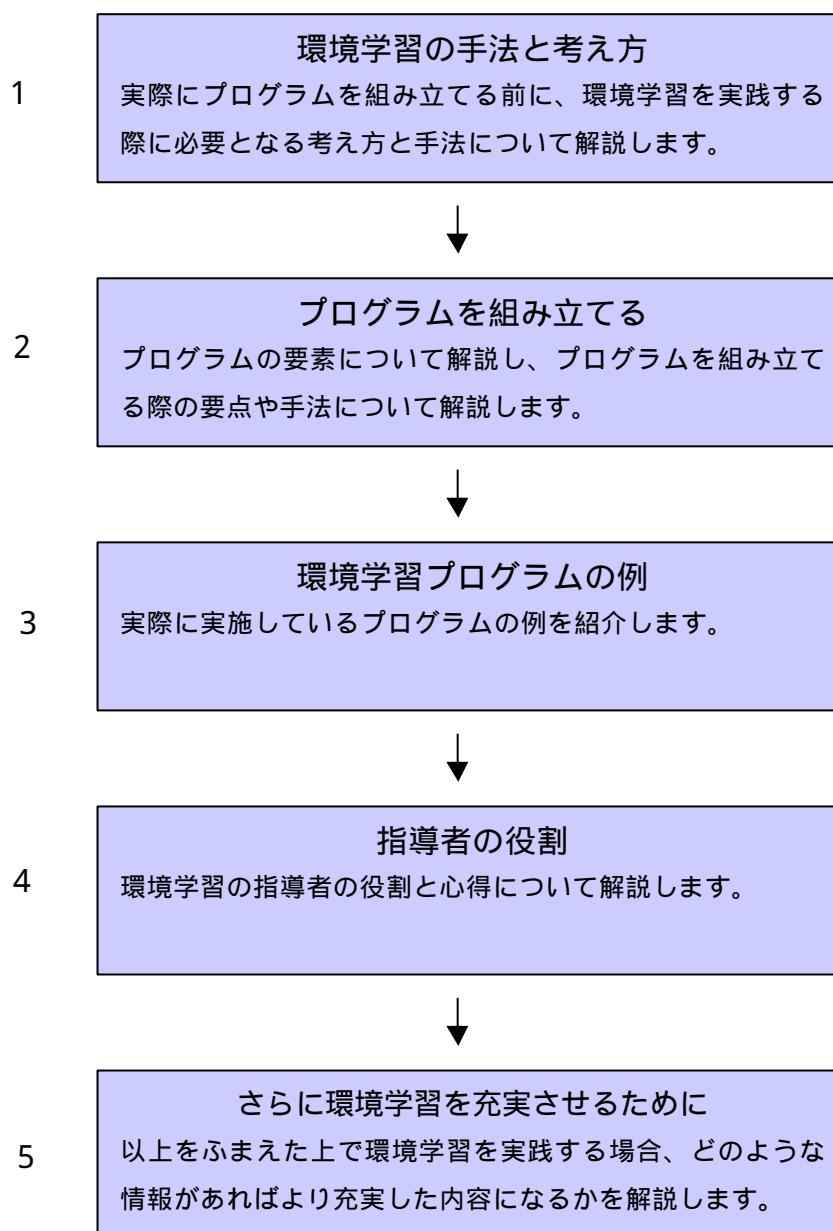 1
環境学習の手法と考え方
実際にプログラムを組み立てる前に、環境学習を実践する
際に必要となる考え方と手法について解説します。
2
プログラムを組み立てる
プログラムの要素について解説し、プログラムを組み立て
る際の要点や手法について解説します。
3
環境学習プログラムの例
実際に実施しているプログラムの例を紹介します。
4
指導者の役割
環境学習の指導者の役割と心得について解説します。
5
さらに環境学習を充実させるために
以上をふまえた上で環境学習を実践する場合、どのような
情報があればより充実した内容になるかを解説します。